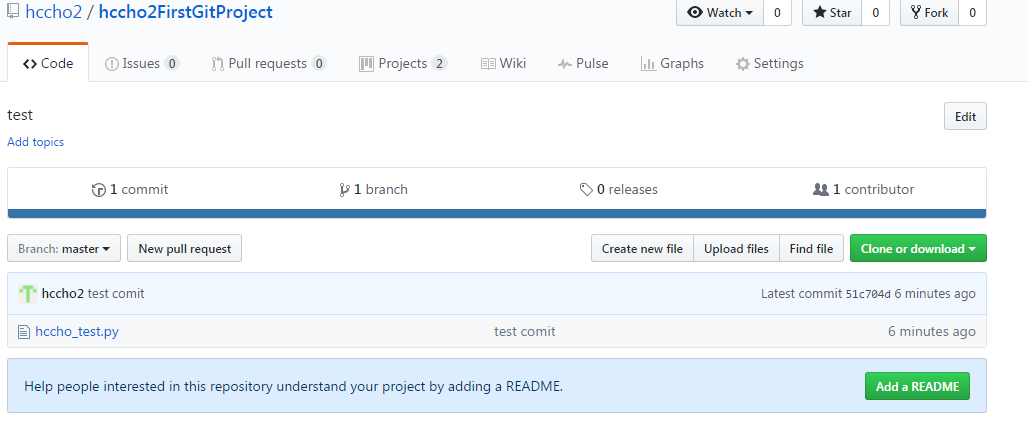 hccho2 / hccho2FirstGitProject Watch 0 Star 0 Fork 0
Code Issues 0 Pull requests 0 Projects 2 Wiki Pulse Graphs Settings
test Edit
Add topics
1 commit 1 branch 0 releases 1 contributor
Branch: master New pull request Create new file Upload files Find file Clone or download
hccho2 test comit Latest commit 51c704d 6 minutes ago
hccho_test.py test comit 6 minutes ago
Help people interested in this repository understand your project by adding a README. Add a README